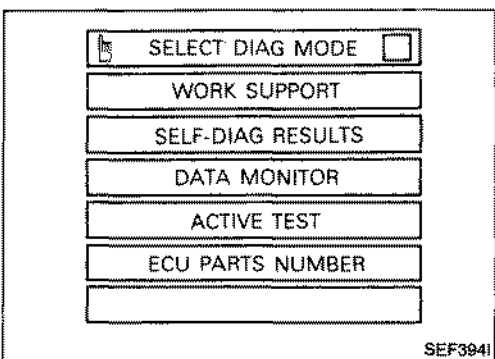 SELECT DIAG MODE
WORK SUPPORT
SELF-DIAG RESULTS
DATA MONITOR
ACTIVE TEST
ECU PARTS NUMBER
SEF394I